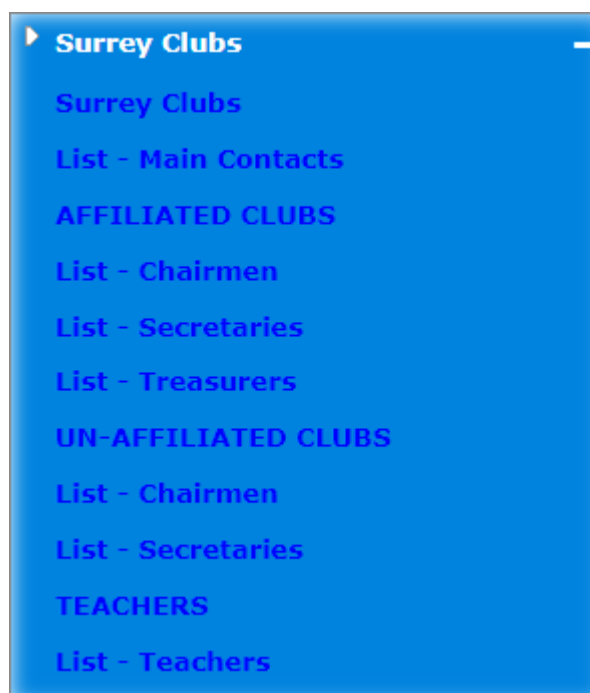 Surrey Clubs
Surrey Clubs
List - Main Contacts
AFFILIATED CLUBS
List - Chairmen
List - Secretaries
List - Treasurers
UN-AFFILIATED CLUBS
List - Chairmen
List - Secretaries
TEACHERS
List - Teachers